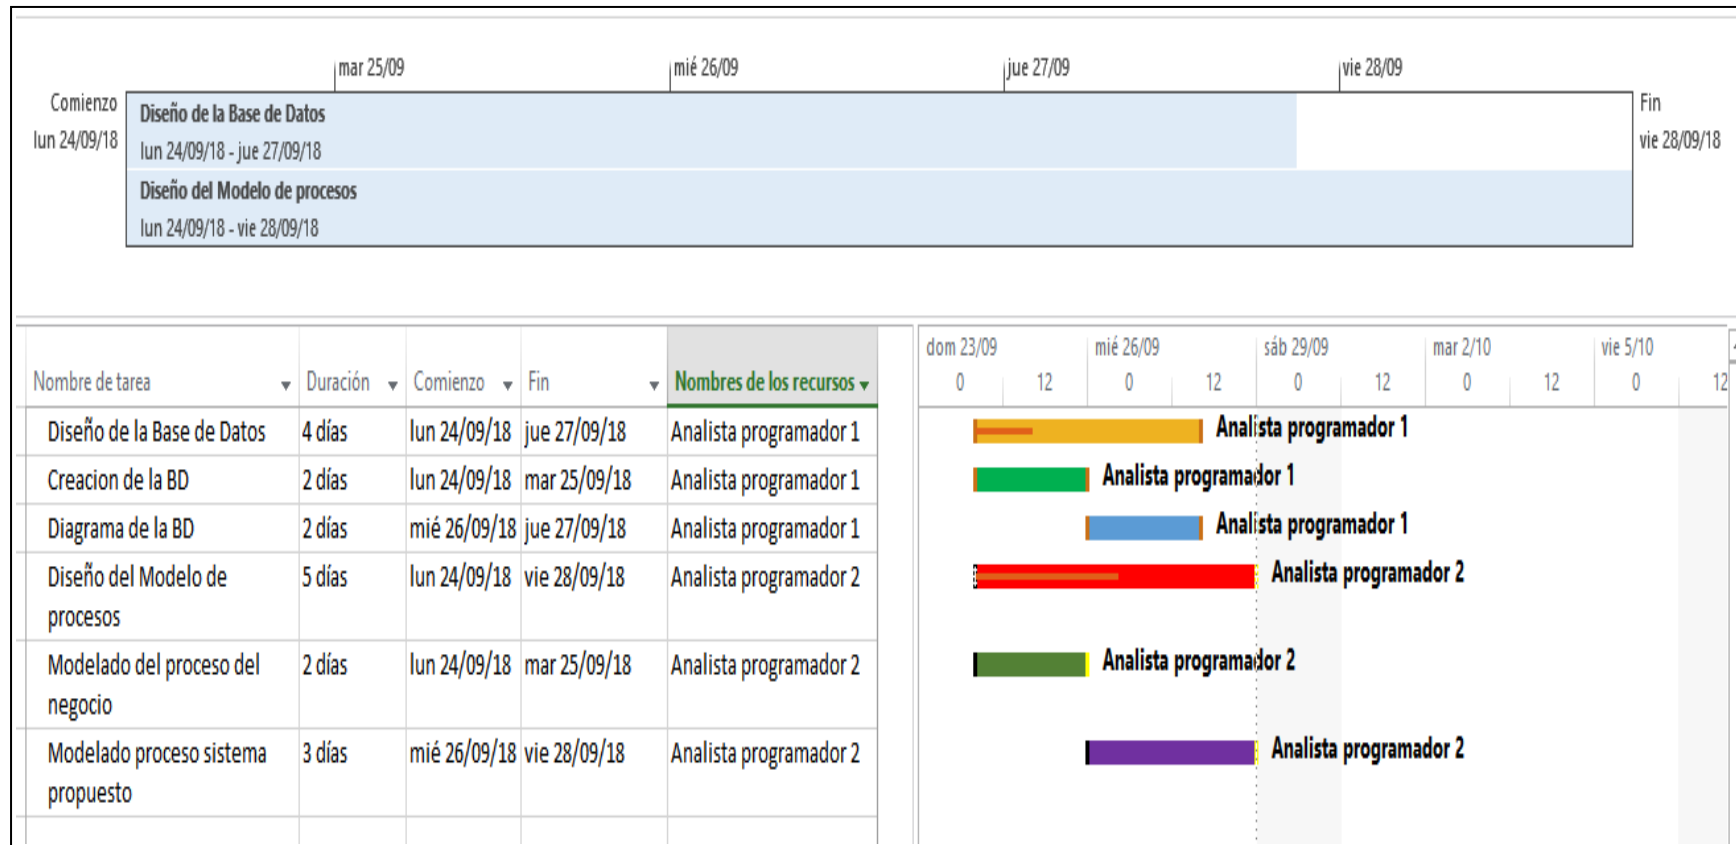 mar 25/09 mié 26/09 jue 27/09 vie 28/09
Comienzo
lun 24/09/18
Diseño de la Base de Datos
lun 24/09/18 - jue 27/09/18
Diseño del Modelo de procesos
lun 24/09/18 - vie 28/09/18
Fin
vie 28/09/18
dom 23/09 mié 26/09 sáb 29/09 mar 2/10 vie 5/10
Nombre de tarea Duración Comienzo Fin Nombres de los recursos 0 12 0 12 0 12 0 12 0 12
Diseño de la Base de Datos 4 días lun 24/09/18 jue 27/09/18 Analista programador 1 Analista programador 1
Creacion de la BD 2 días lun 24/09/18 mar 25/09/18 Analista programador 1 Analista programador 1
Diagrama de la BD 2 días mié 26/09/18 jue 27/09/18 Analista programador 1 Analista programador 1
Diseño del Modelo de 5 días lun 24/09/18 vie 28/09/18 Analista programador 2 Analista programador 2
procesos
Modelado del proceso del 2 días lun 24/09/18 mar 25/09/18 Analista programador 2 Analista programador 2
negocio
Modelado proceso sistema 3 días mié 26/09/18 vie 28/09/18 Analista programador 2 Analista programador 2
propuesto